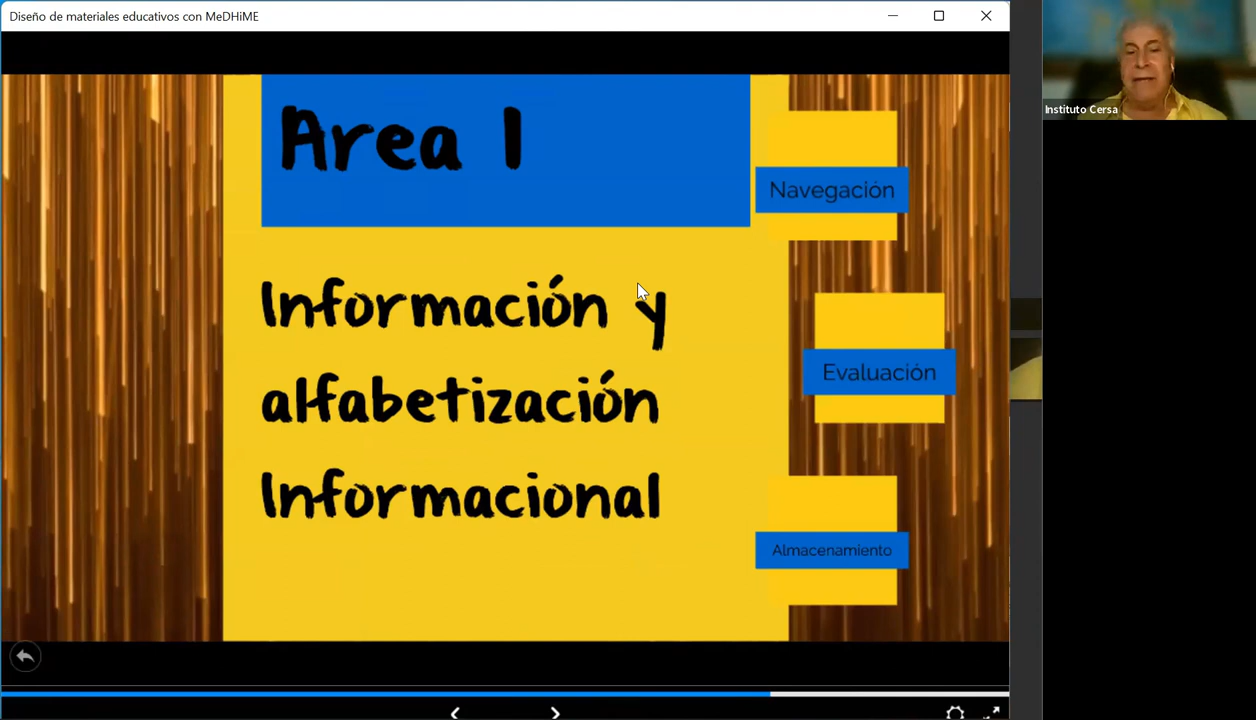 Diseño de materiales educativos con MeDHiME
Area 1
Información y
alfabetización
Informacional
Navegación
Evaluación
Almacenamiento
Instituto Cersa